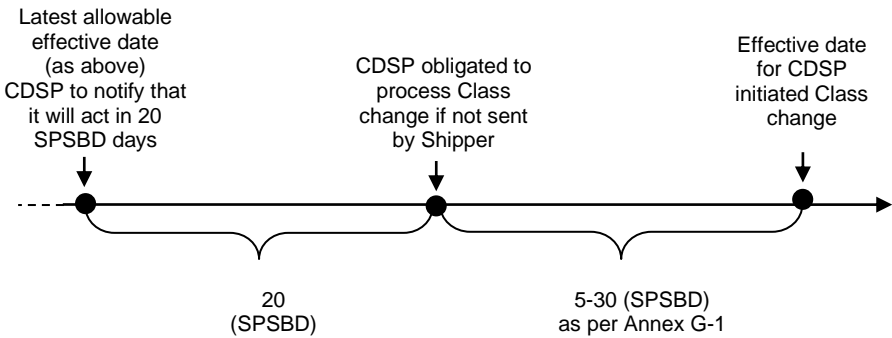 Latest allowable
effective date
(as above)
CDSP to notify that
it will act in 20
SPSBD days
CDSP obligated to
process Class
change if not sent
by Shipper
Effective date
for CDSP
initiated Class
change
20
(SPSBD)
5-30 (SPSBD)
as per Annex G-1